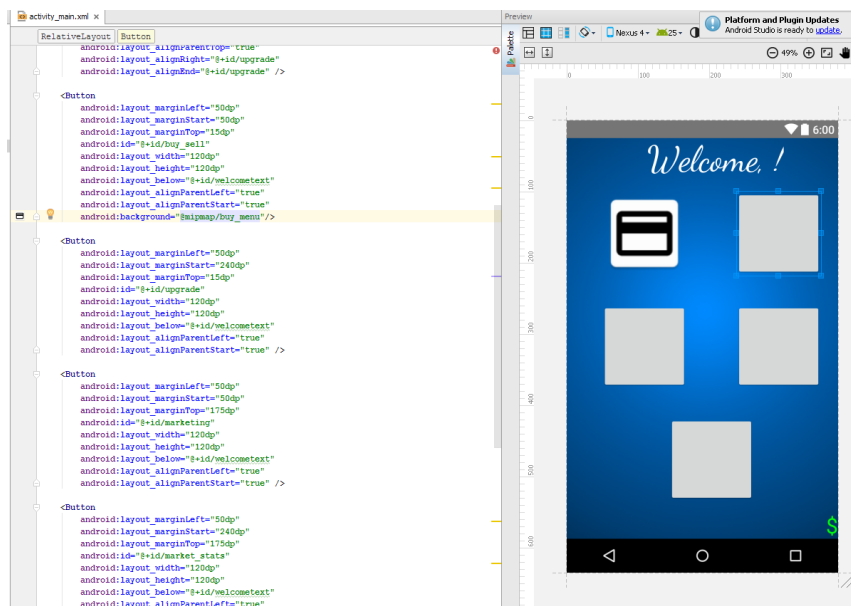 activity_main.xml ×
RelativeLayout Button
android:layout_alignParentTop="true"
android:layout_alignRight="@+id/upgrade"
android:layout_alignEnd="@+id/upgrade" />
<Button
android:layout_marginLeft="50dp"
android:layout_marginStart="50dp"
android:layout_marginTop="15dp"
android:id="@+id/buy_sell"
android:layout_width="120dp"
android:layout_height="120dp"
android:layout_below="@+id/welcometext"
android:layout_alignParentLeft="true"
android:layout_alignParentStart="true"
android:background="@mipmap/buy_menu"/>
<Button
android:layout_marginLeft="50dp"
android:layout_marginStart="240dp"
android:layout_marginTop="15dp"
android:id="@+id/upgrade"
android:layout_width="120dp"
android:layout_height="120dp"
android:layout_below="@+id/welcometext"
android:layout_alignParentLeft="true"
android:layout_alignParentStart="true" />
<Button
android:layout_marginLeft="50dp"
android:layout_marginStart="50dp"
android:layout_marginTop="175dp"
android:id="@+id/marketing"
android:layout_width="120dp"
android:layout_height="120dp"
android:layout_below="@+id/welcometext"
android:layout_alignParentLeft="true"
android:layout_alignParentStart="true" />
<Button
android:layout_marginLeft="50dp"
android:layout_marginStart="240dp"
android:layout_marginTop="175dp"
android:id="@+id/market_stats"
android:layout_width="120dp"
android:layout_height="120dp"
android:layout_below="@+id/welcometext"
android:layout_alignParentLeft="true"
Preview
Palette
Nexus 4 25
Platform and Plugin Updates
Android Studio is ready to update.
49%
0 100 200 300
0
100
200
300
400
500
600
6:00
Welcome, !
$